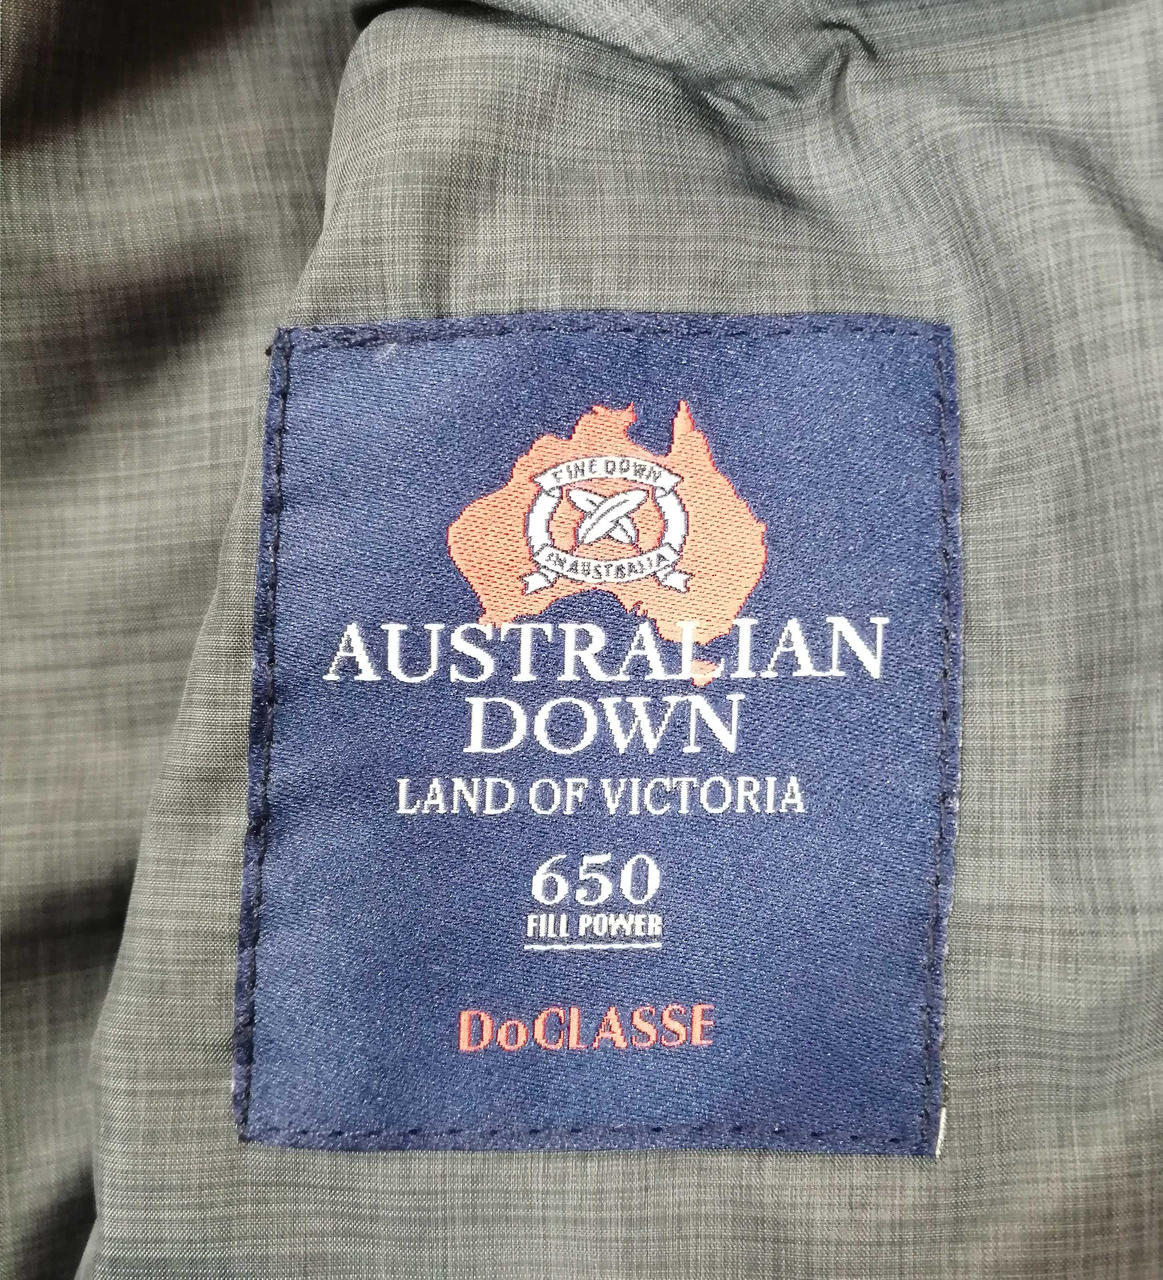 FINE DOWN
IN AUSTRALIA
AUSTRALIAN
DOWN
LAND OF VICTORIA
650
FILL POWER
DoCLASSE